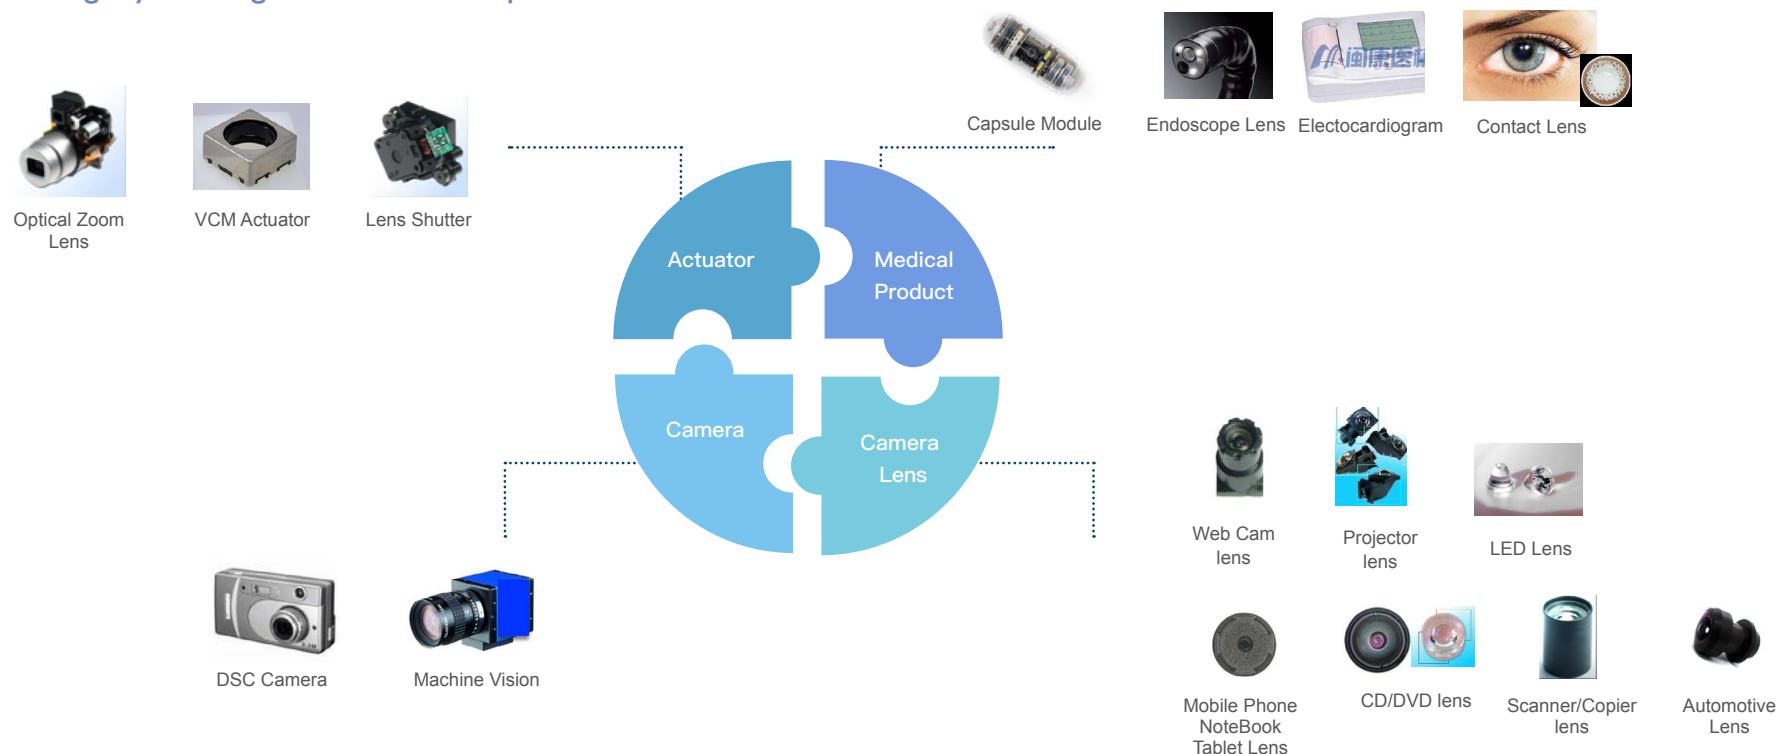 Capsule Module
Endoscope Lens
Electocardiogram
Contact Lens
Optical Zoom
Lens
VCM Actuator
Lens Shutter
Actuator
Medical
Product
Camera
Camera
Lens
Web Cam
lens
Projector
lens
LED Lens
DSC Camera
Machine Vision
Mobile Phone
NoteBook
Tablet Lens
CD/DVD lens
Scanner/Copier
lens
Automotive
Lens